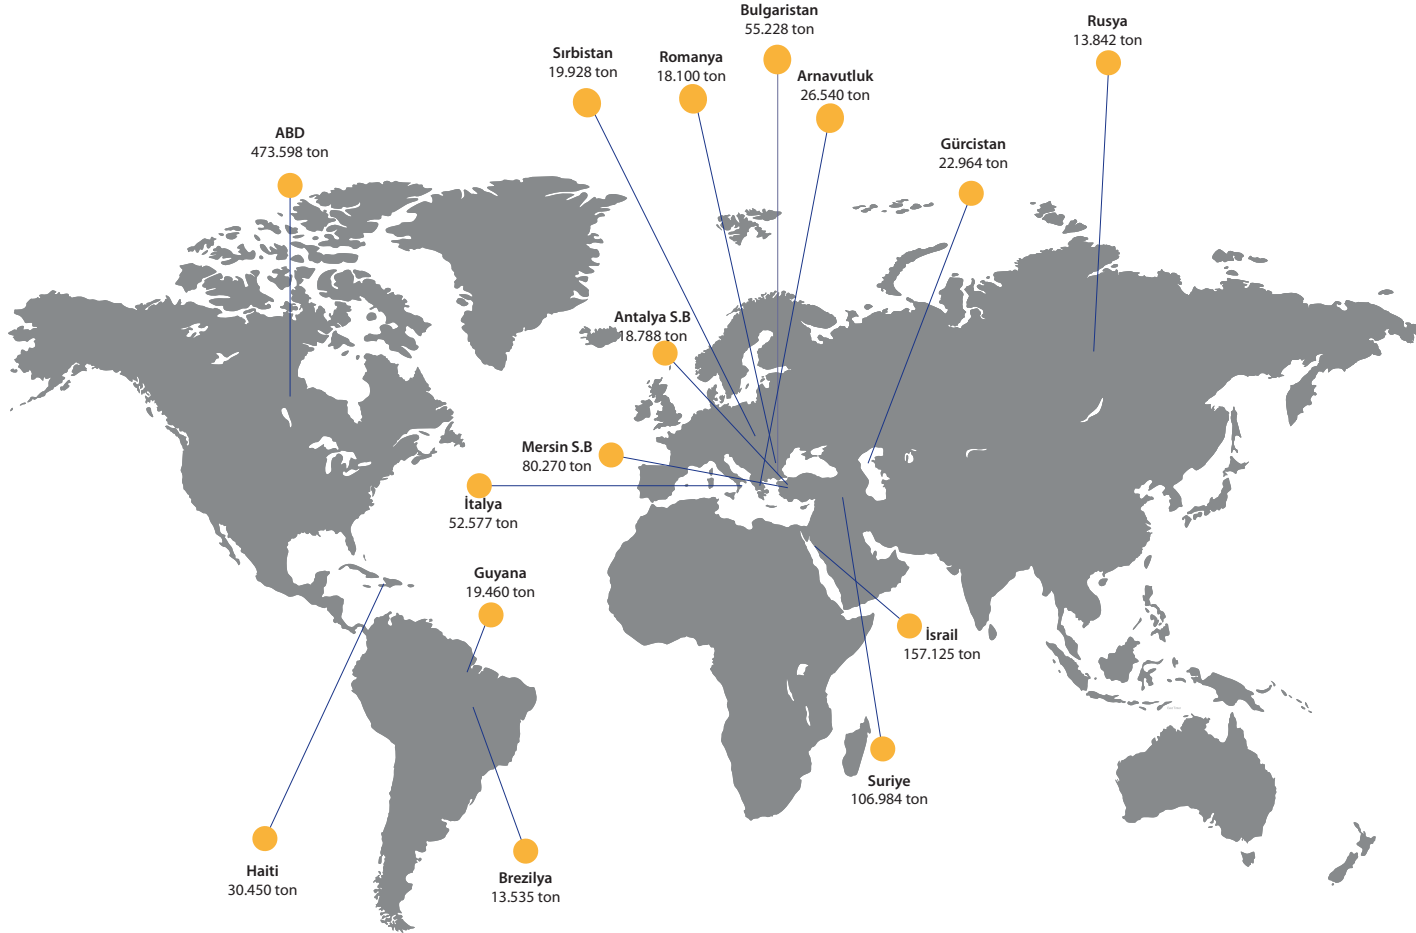 Bulgaristan
55.228 ton
Rusya
13.842 ton
Sırbistan
19.928 ton
Romanya
18.100 ton
Arnavutluk
26.540 ton
ABD
473.598 ton
Gürcistan
22.964 ton
Antalya S.B
18.788 ton
Mersin S.B
80.270 ton
İtalya
52.577 ton
Guyana
19.460 ton
İsrail
157.125 ton
Suriye
106.984 ton
Haiti
30.450 ton
Brezilya
13.535 ton